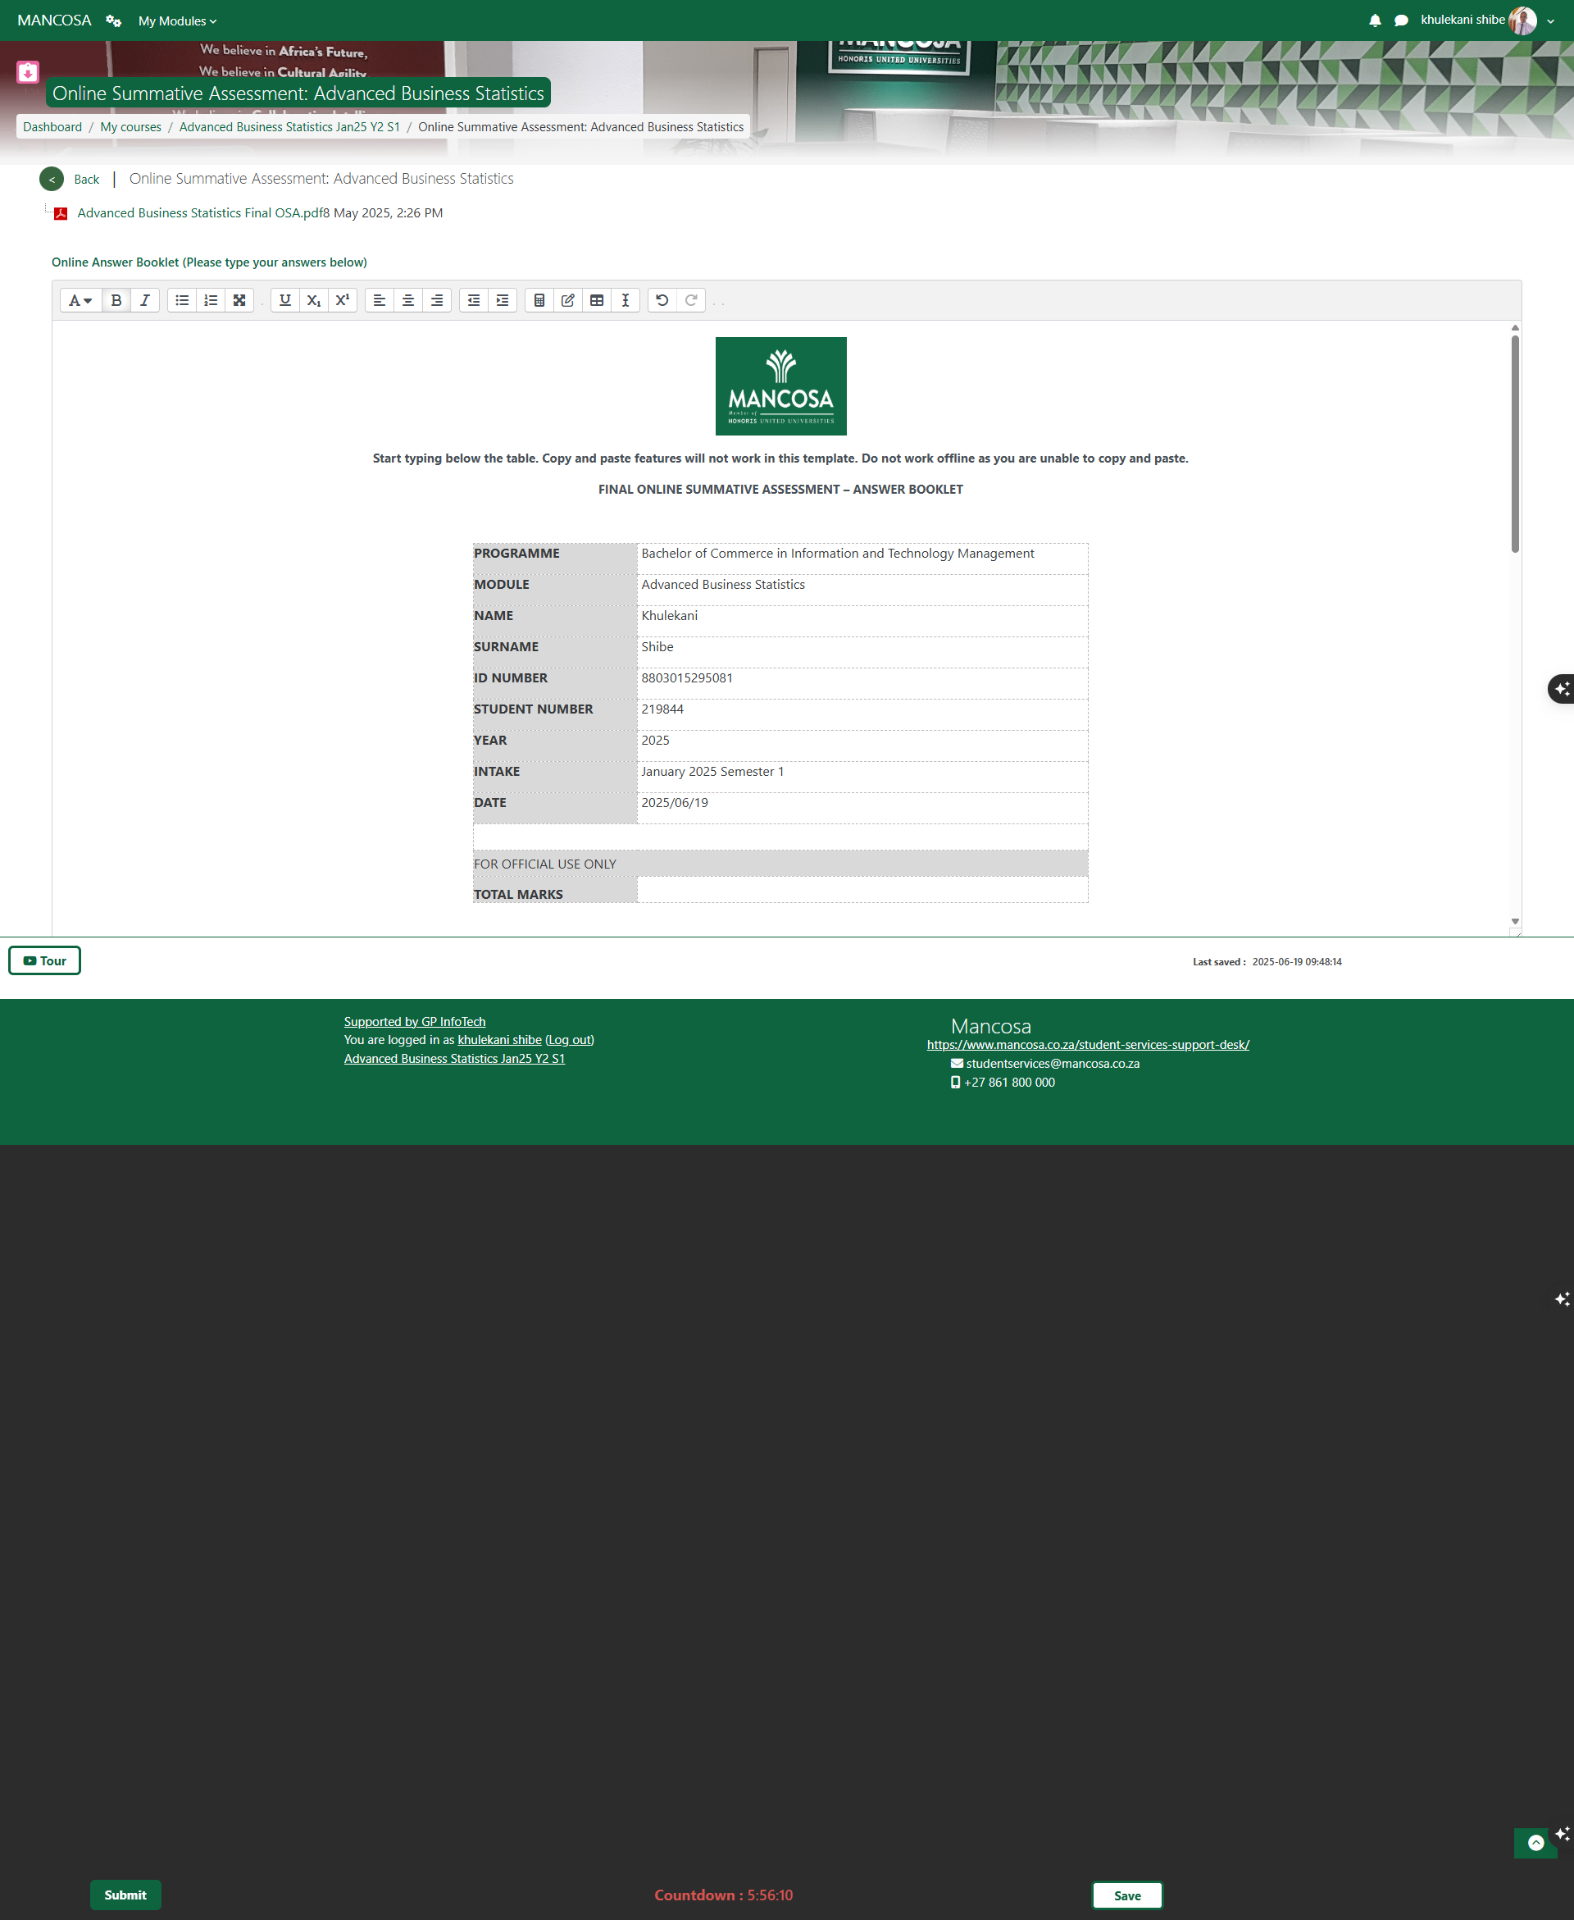 MANCOSA My Modules khulekani shibe
We believe in Africa's Future,
We believe in Cultural Agility
MANCOSA
HONORIS UNITED UNIVERSITIES
Online Summative Assessment: Advanced Business Statistics
Dashboard / My courses / Advanced Business Statistics Jan25 Y2 S1 / Online Summative Assessment: Advanced Business Statistics
< Back | Online Summative Assessment: Advanced Business Statistics
Advanced Business Statistics Final OSA.pdf8 May 2025, 2:26 PM
Online Answer Booklet (Please type your answers below)
A B I U X₁ X¹
MANCOSA
Member of
HONORIS UNITED UNIVERSITIES
Start typing below the table. Copy and paste features will not work in this template. Do not work offline as you are unable to copy and paste.
FINAL ONLINE SUMMATIVE ASSESSMENT – ANSWER BOOKLET
PROGRAMME Bachelor of Commerce in Information and Technology Management
MODULE Advanced Business Statistics
NAME Khulekani
SURNAME Shibe
ID NUMBER 8803015295081
STUDENT NUMBER 219844
YEAR 2025
INTAKE January 2025 Semester 1
DATE 2025/06/19
FOR OFFICIAL USE ONLY
TOTAL MARKS
Tour
Last saved : 2025-06-19 09:48:14
Supported by GP InfoTech
You are logged in as khulekani shibe (Log out)
Advanced Business Statistics Jan25 Y2 S1
Mancosa
https://www.mancosa.co.za/student-services-support-desk/
studentservices@mancosa.co.za
+27 861 800 000
Submit
Countdown : 5:56:10
Save